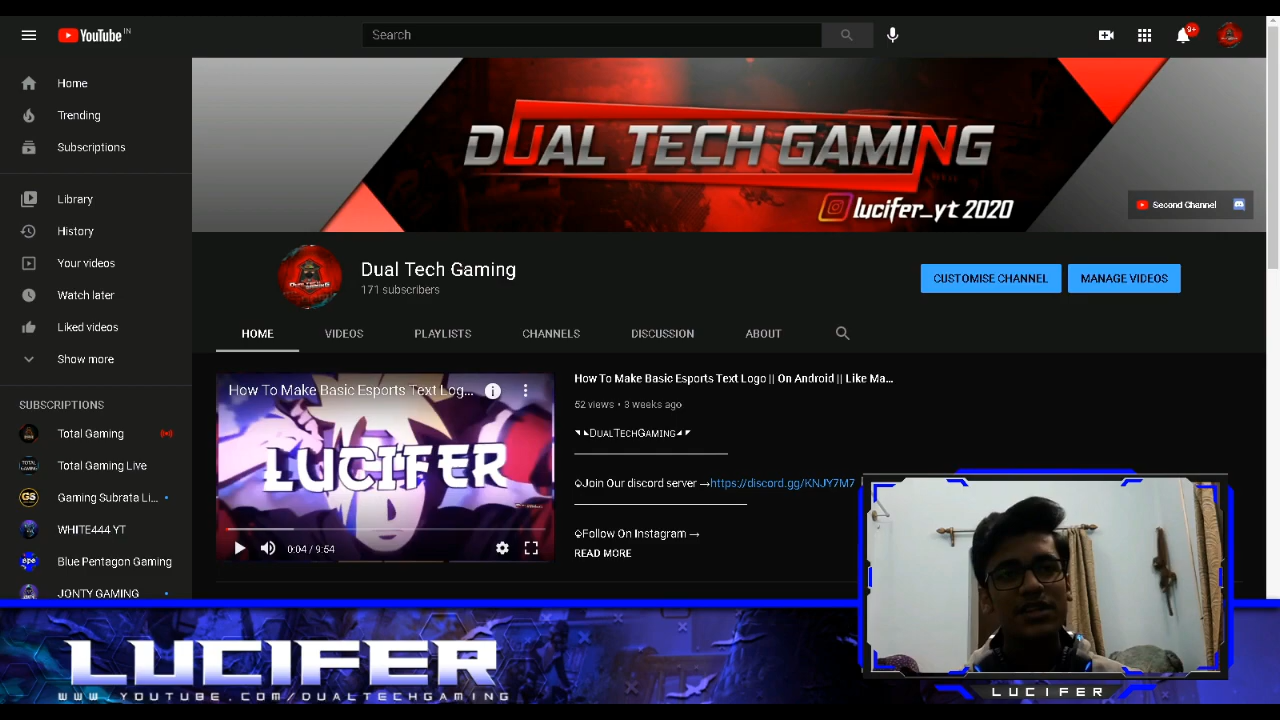 YouTube IN
Search
9+
Home
Trending
Subscriptions
Library
History
Your videos
Watch later
Liked videos
Show more
SUBSCRIPTIONS
Total Gaming
Total Gaming Live
Gaming Subrata Li...
WHITE444 YT
Blue Pentagon Gaming
JONTY GAMING
DUAL TECH GAMING
lucifer_yt 2020
Second Channel
Dual Tech Gaming
171 subscribers
CUSTOMISE CHANNEL
MANAGE VIDEOS
HOME VIDEOS PLAYLISTS CHANNELS DISCUSSION ABOUT
How To Make Basic Esports Text Log...
LUCIFER
0:04 / 9:54
How To Make Basic Esports Text Logo || On Android || Like Ma...
52 views • 3 weeks ago
◥◣DUALTECHGAMING◢◤
♤Join Our discord server →https://discord.gg/KNJY7M7
♤Follow On Instagram →
READ MORE
LUCIFER
WWW.YOUTUBE.COM/DUALTECHGAMING
LUCIFER